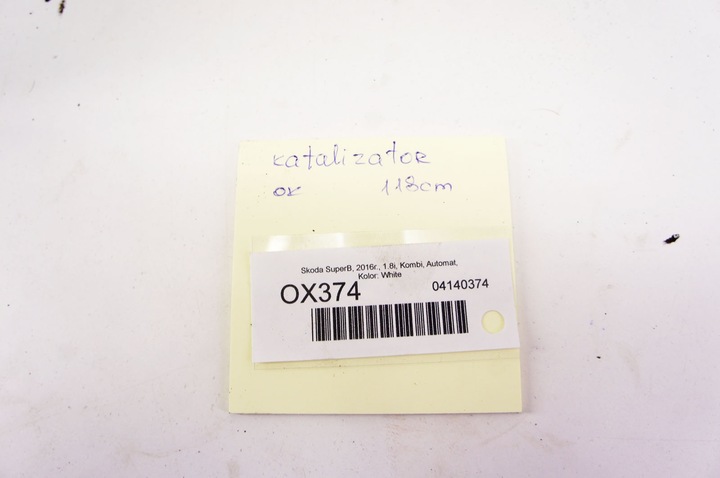 Katalizator
OK 118cm
Skoda SuperB, 2016r., 1.8i, Kombi, Automat,
Kolor: White
OX374 04140374